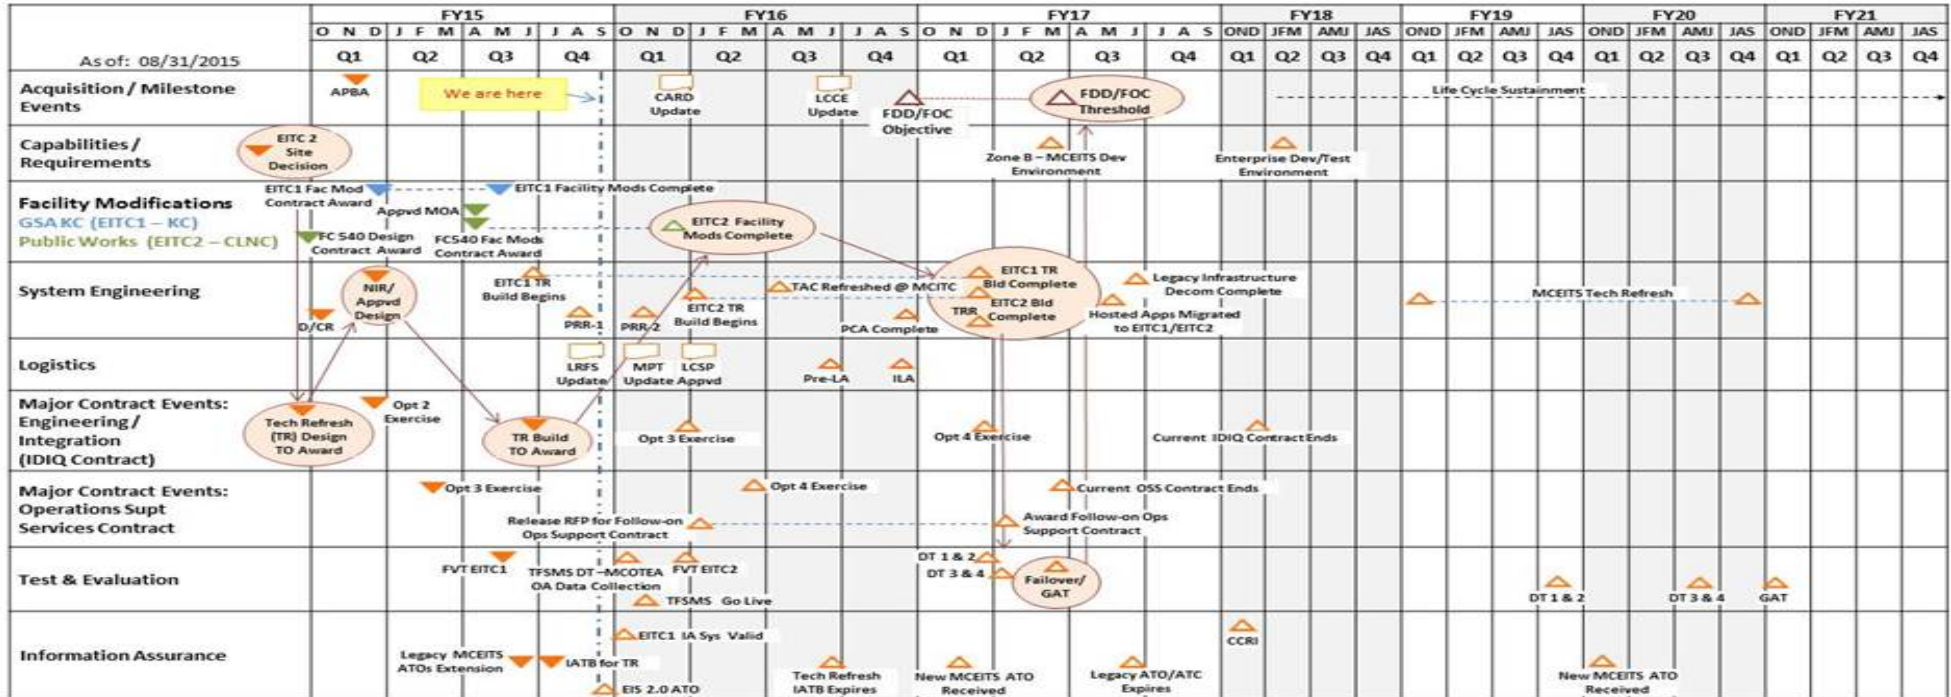 FY15 FY16 FY17 FY18 FY19 FY20 FY21
O N D J F M A M J J A S O N D J F M A M J J A S O N D J F M A M J J A S OND JFM AMJ JAS OND JFM AMJ JAS OND JFM AMJ JAS OND JFM AMJ JAS
As of: 08/31/2015 Q1 Q2 Q3 Q4 Q1 Q2 Q3 Q4 Q1 Q2 Q3 Q4 Q1 Q2 Q3 Q4 Q1 Q2 Q3 Q4 Q1 Q2 Q3 Q4 Q1 Q2 Q3 Q4
Acquisition / Milestone
Events
APBA
We are here
CARD
Update
LCCE
Update
FDD/FOC
Objective
FDD/FOC
Threshold
Life Cycle Sustainment
Capabilities /
Requirements
EITC 2
Site
Decision
Zone B – MCEITS Dev
Environment
Enterprise Dev/Test
Environment
Facility Modifications
GSA KC (EITC1 – KC)
Public Works (EITC2 – CLNC)
EITC1 Fac Mod
Contract Award
EITC1 Facility Mods Complete
Appvd MOA
FC 540 Design
Contract Award
FC540 Fac Mods
Contract Award
EITC2 Facility
Mods Complete
System Engineering
D/CR
NIR/
Appvd
Design
EITC1 TR
Build Begins
PRR-1
PRR-2
EITC2 TR
Build Begins
TAC Refreshed @ MCITC
PCA Complete
EITC1 TR
Bld Complete
EITC2 Bld
Complete
TRR
Legacy Infrastructure
Decom Complete
Hosted Apps Migrated
to EITC1/EITC2
MCEITS Tech Refresh
Logistics
LRFS
Update
MPT
Update
LCSP
Appvd
Pre-LA
ILA
Major Contract Events:
Engineering /
Integration
(IDIQ Contract)
Tech Refresh
(TR) Design
TO Award
Opt 2
Exercise
TR Build
TO Award
Opt 3 Exercise
Opt 4 Exercise
Current IDIQ Contract Ends
Major Contract Events:
Operations Supt
Services Contract
Opt 3 Exercise
Opt 4 Exercise
Current OSS Contract Ends
Release RFP for Follow-on
Ops Support Contract
Award Follow-on Ops
Support Contract
Test & Evaluation
FVT EITC1
TFSMS DT –MCOTEA
OA Data Collection
FVT EITC2
TFSMS Go Live
DT 1 & 2
DT 3 & 4
Failover/
GAT
DT 1 & 2
DT 3 & 4
GAT
Information Assurance
Legacy MCEITS
ATOs Extension
IATB for TR
EITC1 IA Sys Valid
EIS 2.0 ATO
Tech Refresh
IATB Expires
New MCEITS ATO
Received
Legacy ATO/ATC
Expires
CCRI
New MCEITS ATO
Received